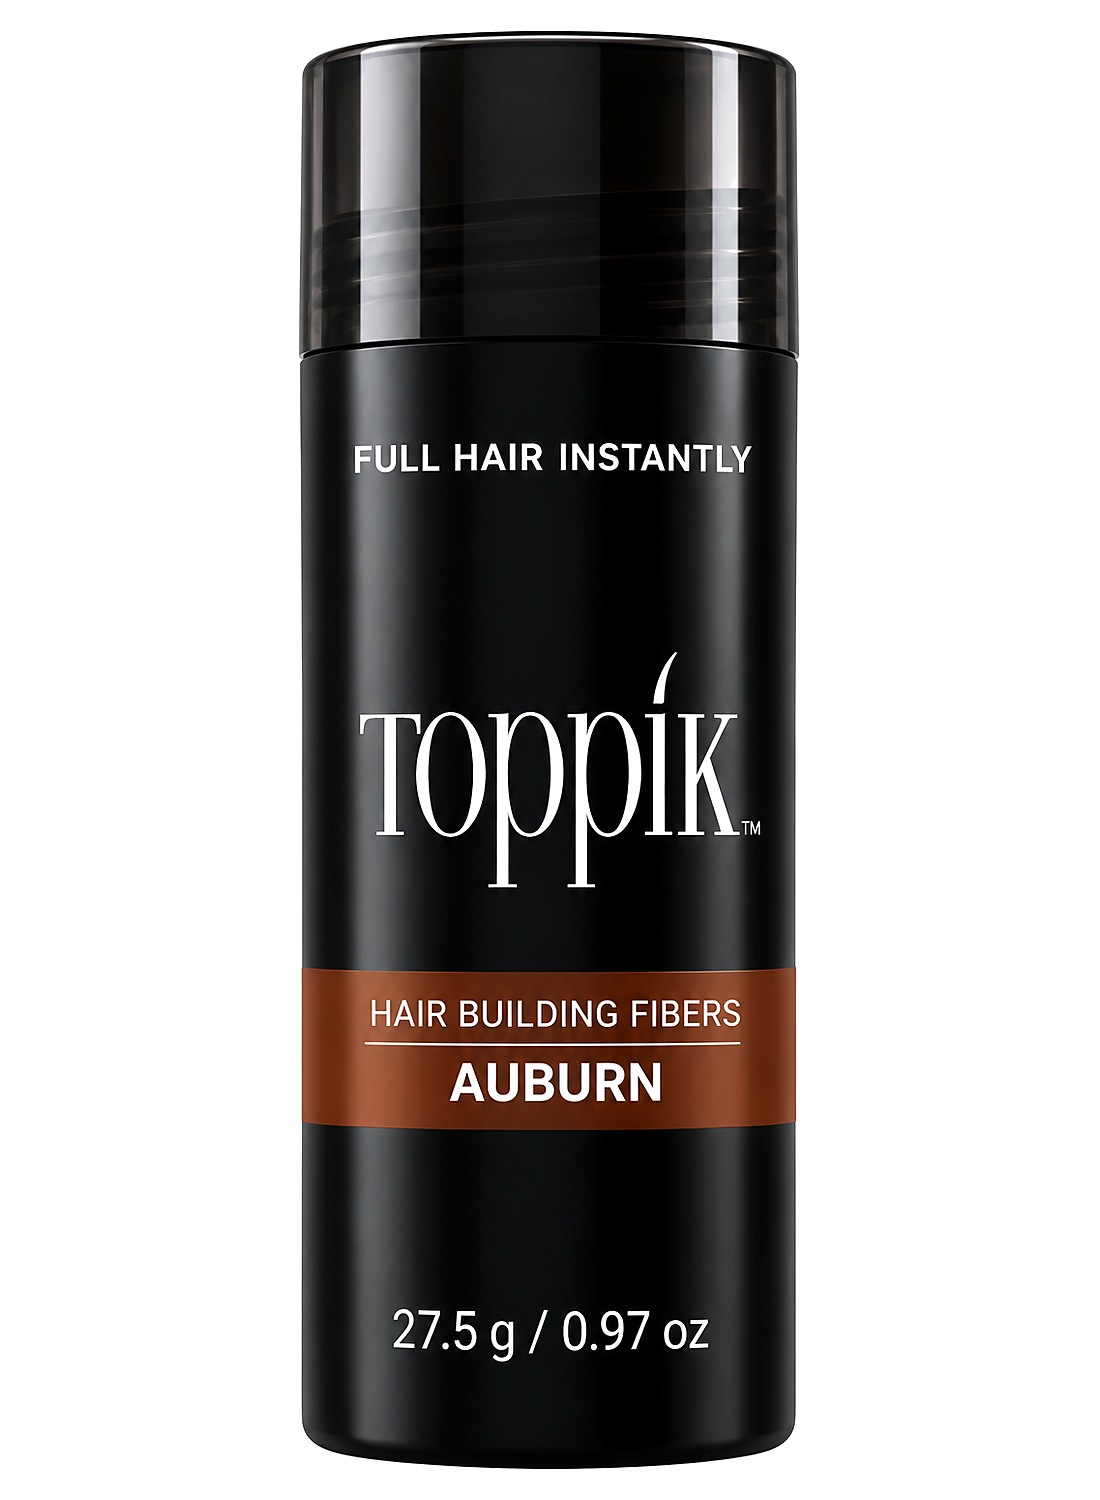 FULL HAIR INSTANTLY
Toppik™
HAIR BUILDING FIBERS
AUBURN
27.5 g / 0.97 oz